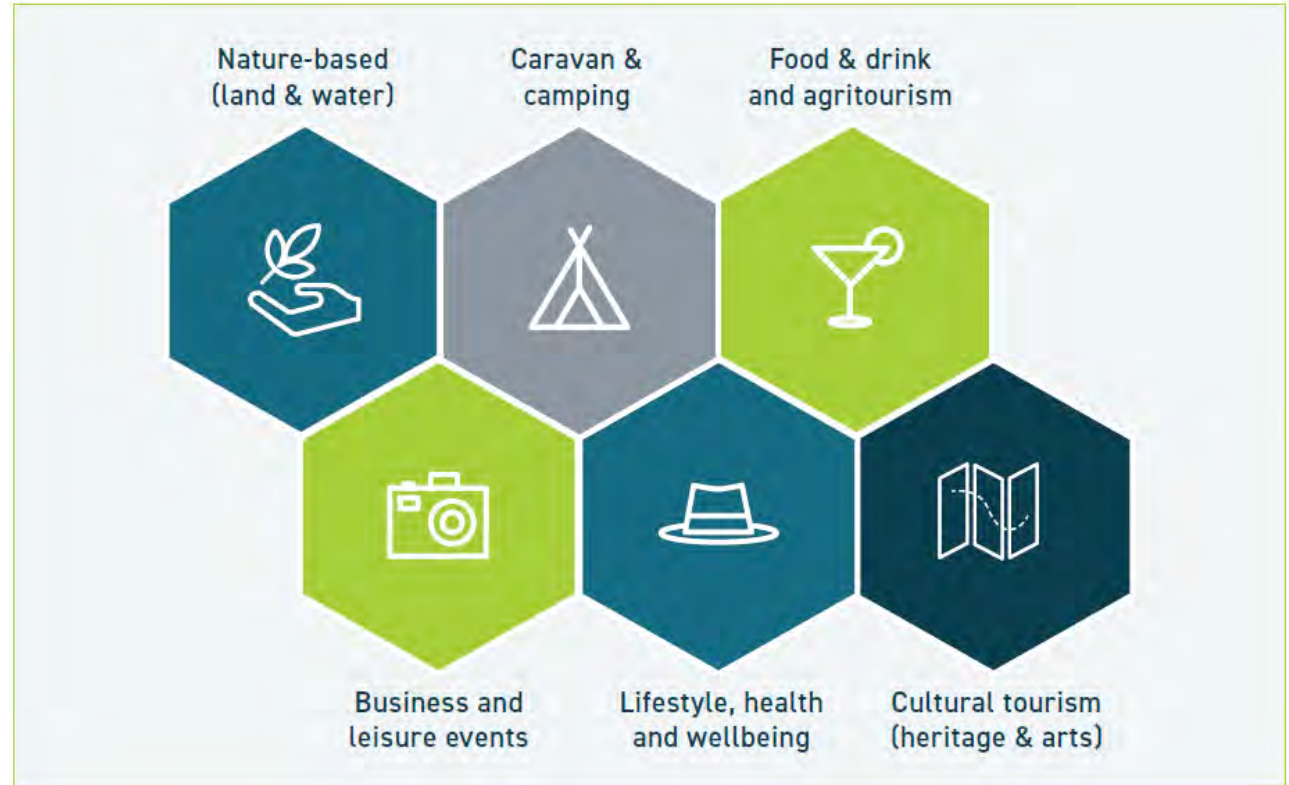 Nature-based
(land & water)
Caravan &
camping
Food & drink
and agritourism
Business and
leisure events
Lifestyle, health
and wellbeing
Cultural tourism
(heritage & arts)